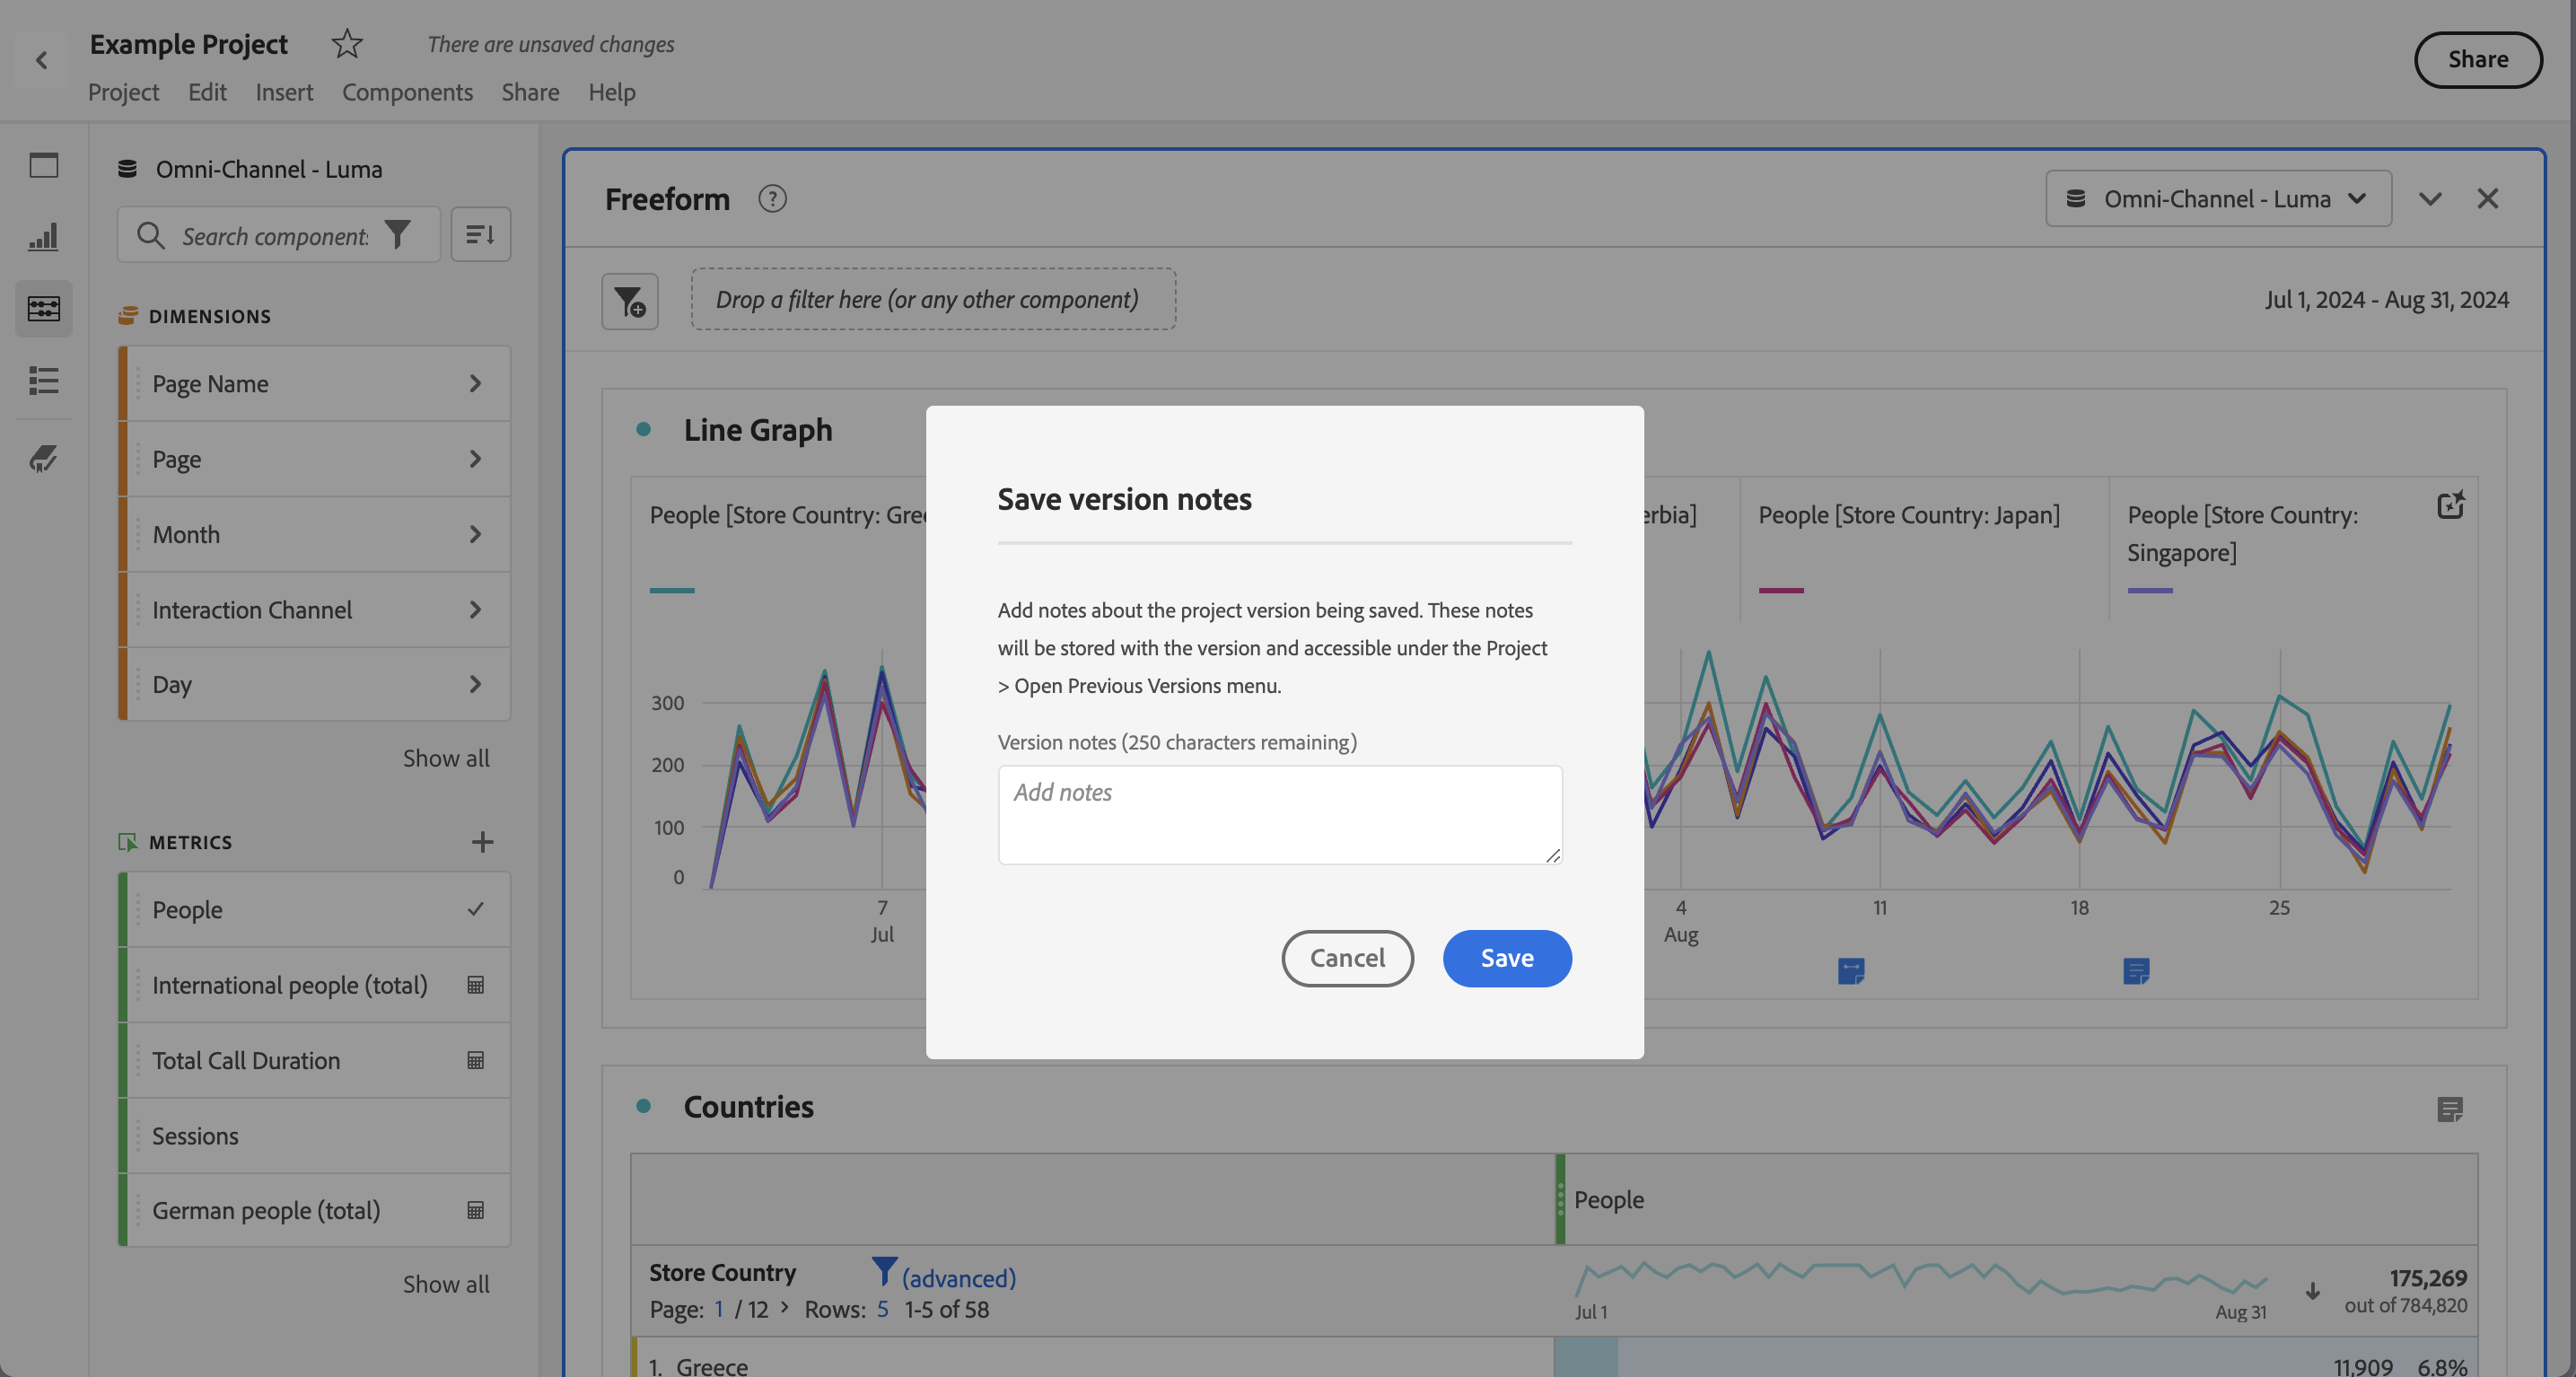 Example Project
There are unsaved changes
Share
Project Edit Insert Components Share Help
Omni-Channel - Luma
Search component
DIMENSIONS
Page Name
Page
Month
Interaction Channel
Day
Show all
METRICS
People
International people (total)
Total Call Duration
Sessions
German people (total)
Show all
Freeform ?
Omni-Channel - Luma
Drop a filter here (or any other component)
Jul 1, 2024 - Aug 31, 2024
Line Graph
People [Store Country: Gre
erbia]
People [Store Country: Japan]
People [Store Country:
Singapore]
300
200
100
0
7
Jul
4
Aug
11
18
25
Save version notes
Add notes about the project version being saved. These notes
will be stored with the version and accessible under the Project
> Open Previous Versions menu.
Version notes (250 characters remaining)
Add notes
Cancel
Save
Countries
People
Store Country (advanced)
Page: 1 / 12 > Rows: 5 1-5 of 58
Jul 1
Aug 31
175,269
out of 784,820
1. Greece
11,909 6.8%